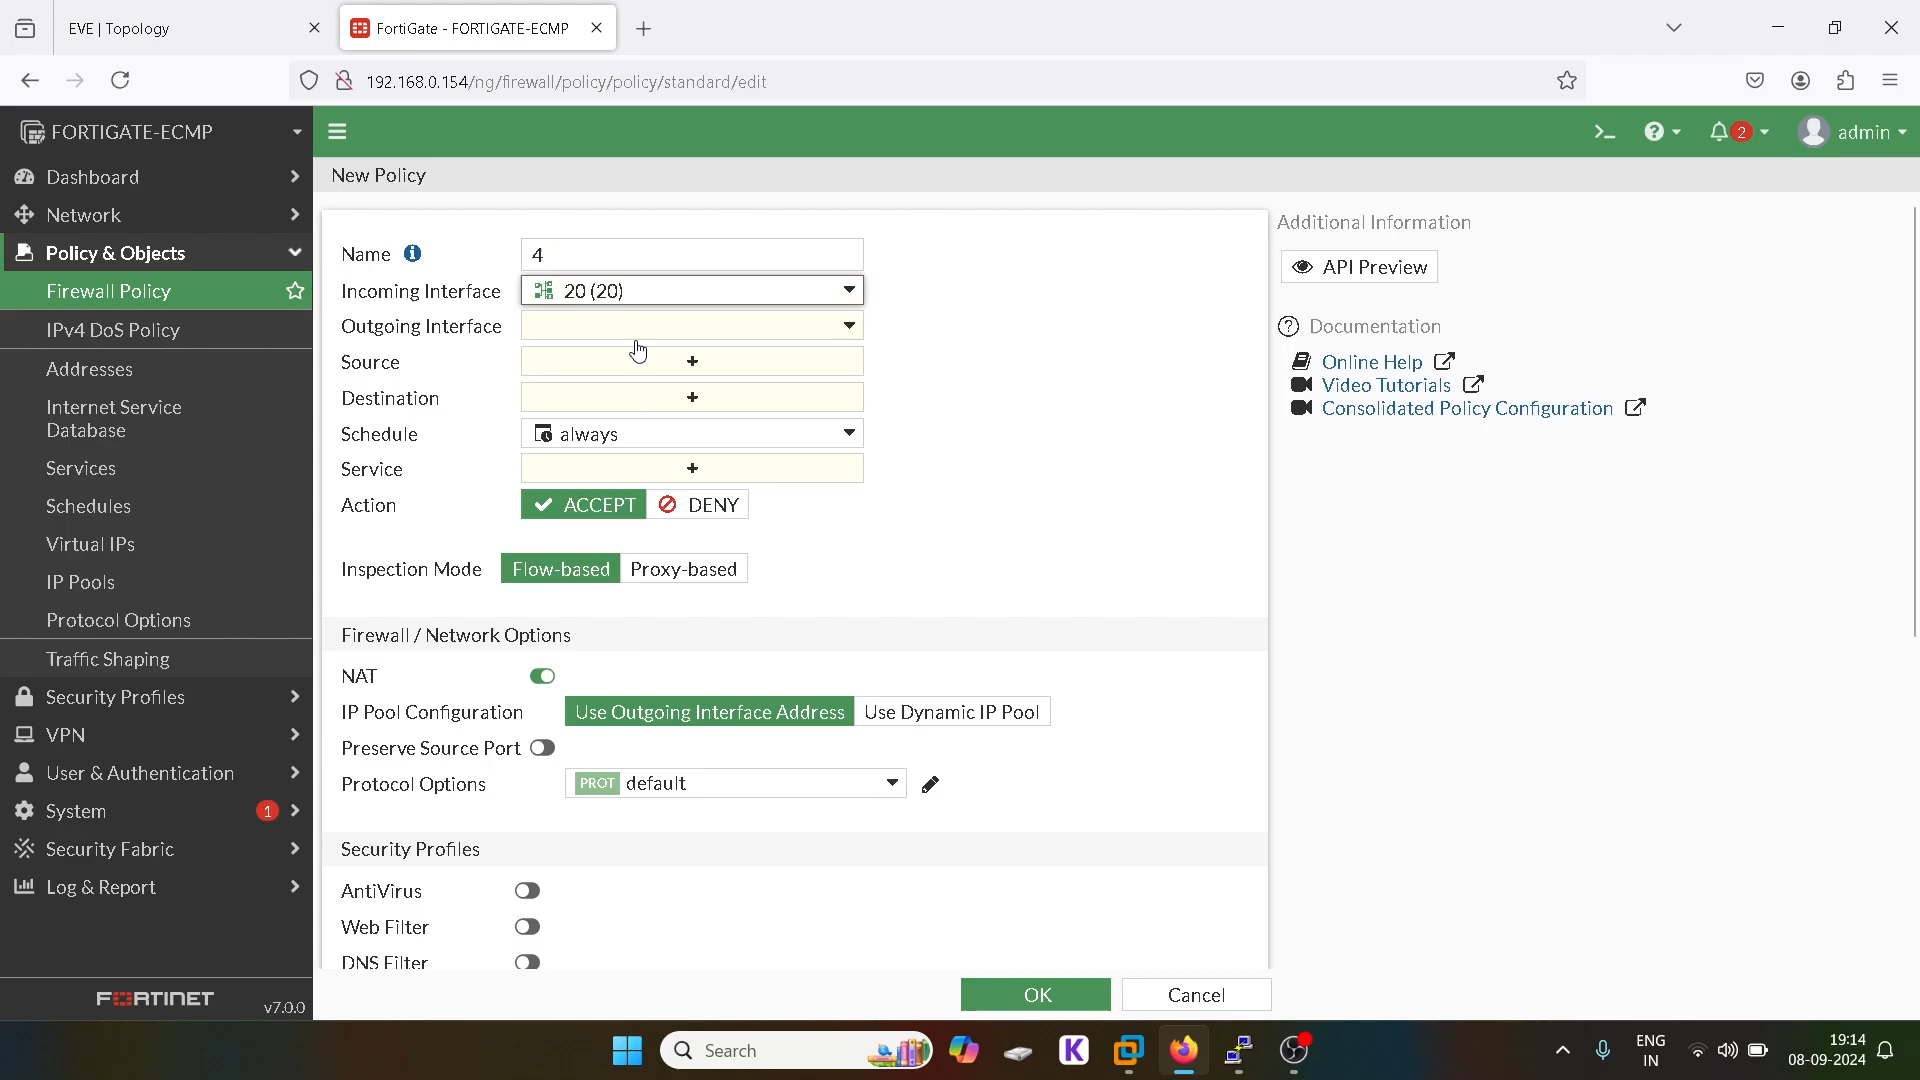 EVE | Topology
FortiGate - FORTIGATE-ECMP
192.168.0.154/ng/firewall/policy/policy/standard/edit
FORTIGATE-ECMP
2
admin
Dashboard
Network
Policy & Objects
Firewall Policy
IPv4 DoS Policy
Addresses
Internet Service
Database
Services
Schedules
Virtual IPs
IP Pools
Protocol Options
Traffic Shaping
Security Profiles
VPN
User & Authentication
System 1
Security Fabric
Log & Report
FORTINET v7.0.0
New Policy
Name 4
Incoming Interface 20 (20)
Outgoing Interface
Source +
Destination +
Schedule always
Service +
Action ACCEPT DENY
Inspection Mode Flow-based Proxy-based
Firewall / Network Options
NAT
IP Pool Configuration Use Outgoing Interface Address Use Dynamic IP Pool
Preserve Source Port
Protocol Options PROT default
Security Profiles
AntiVirus
Web Filter
DNS Filter
OK Cancel
Additional Information
API Preview
Documentation
Online Help
Video Tutorials
Consolidated Policy Configuration
Search
K
ENG
IN
19:14
08-09-2024